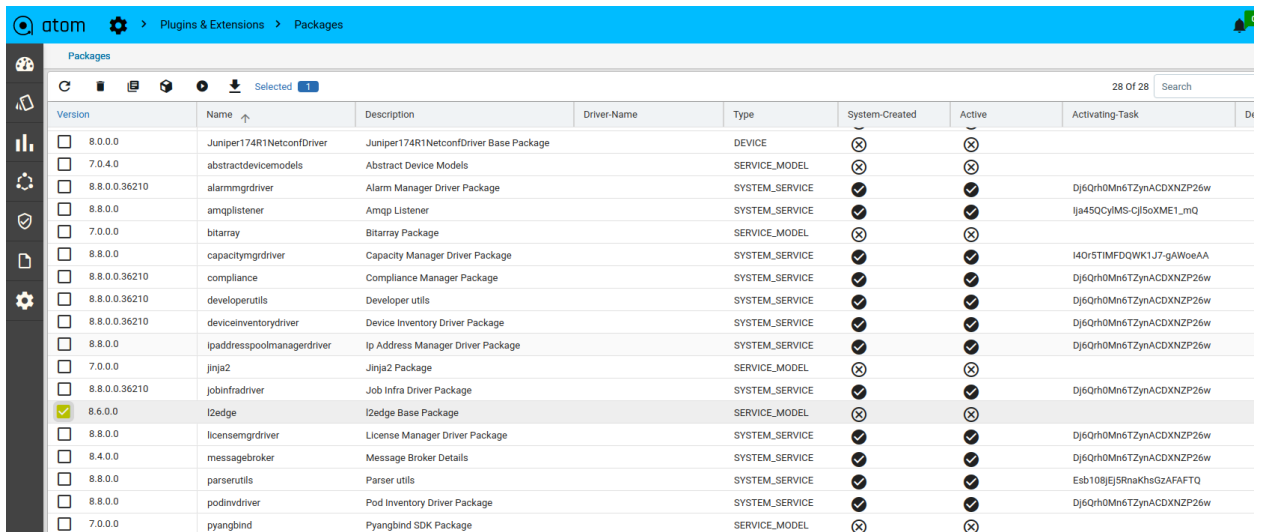 atom > Plugins & Extensions > Packages
Packages
Selected 1 28 Of 28 Search
Version Name Description Driver-Name Type System-Created Active Activating-Task De
8.0.0.0 Juniper174R1NetconfDriver Juniper174R1NetconfDriver Base Package DEVICE
7.0.4.0 abstractdevicemodels Abstract Device Models SERVICE_MODEL
8.8.0.0.36210 alarmmgrdriver Alarm Manager Driver Package SYSTEM_SERVICE Dj6Qrh0Mn6TZynACDXNZP26w
8.8.0.0 amqplistener Amqp Listener SYSTEM_SERVICE Ija45QCylMS-Cjl5oXME1_mQ
7.0.0.0 bitarray Bitarray Package SERVICE_MODEL
8.8.0.0 capacitymgrdriver Capacity Manager Driver Package SYSTEM_SERVICE I4Or5TIMFDQWK1J7-gAWoeAA
8.8.0.0.36210 compliance Compliance Manager Package SYSTEM_SERVICE Dj6Qrh0Mn6TZynACDXNZP26w
8.8.0.0.36210 developerutils Developer utils SYSTEM_SERVICE Dj6Qrh0Mn6TZynACDXNZP26w
8.8.0.0.36210 deviceinventorydriver Device Inventory Driver Package SYSTEM_SERVICE Dj6Qrh0Mn6TZynACDXNZP26w
8.8.0.0 ipaddresspoolmanagerdriver Ip Address Manager Driver Package SYSTEM_SERVICE Dj6Qrh0Mn6TZynACDXNZP26w
7.0.0.0 jinja2 Jinja2 Package SERVICE_MODEL
8.8.0.0.36210 jobinfradriver Job Infra Driver Package SYSTEM_SERVICE Dj6Qrh0Mn6TZynACDXNZP26w
8.6.0.0 l2edge l2edge Base Package SERVICE_MODEL
8.8.0.0 licensemgrdriver License Manager Driver Package SYSTEM_SERVICE Dj6Qrh0Mn6TZynACDXNZP26w
8.4.0.0 messagebroker Message Broker Details SYSTEM_SERVICE Dj6Qrh0Mn6TZynACDXNZP26w
8.8.0.0 parserutils Parser utils SYSTEM_SERVICE Esb108jEj5RnaKhsGzAFAFTQ
8.8.0.0 podinvdriver Pod Inventory Driver Package SYSTEM_SERVICE Dj6Qrh0Mn6TZynACDXNZP26w
7.0.0.0 pyangbind Pyangbind SDK Package SERVICE_MODEL